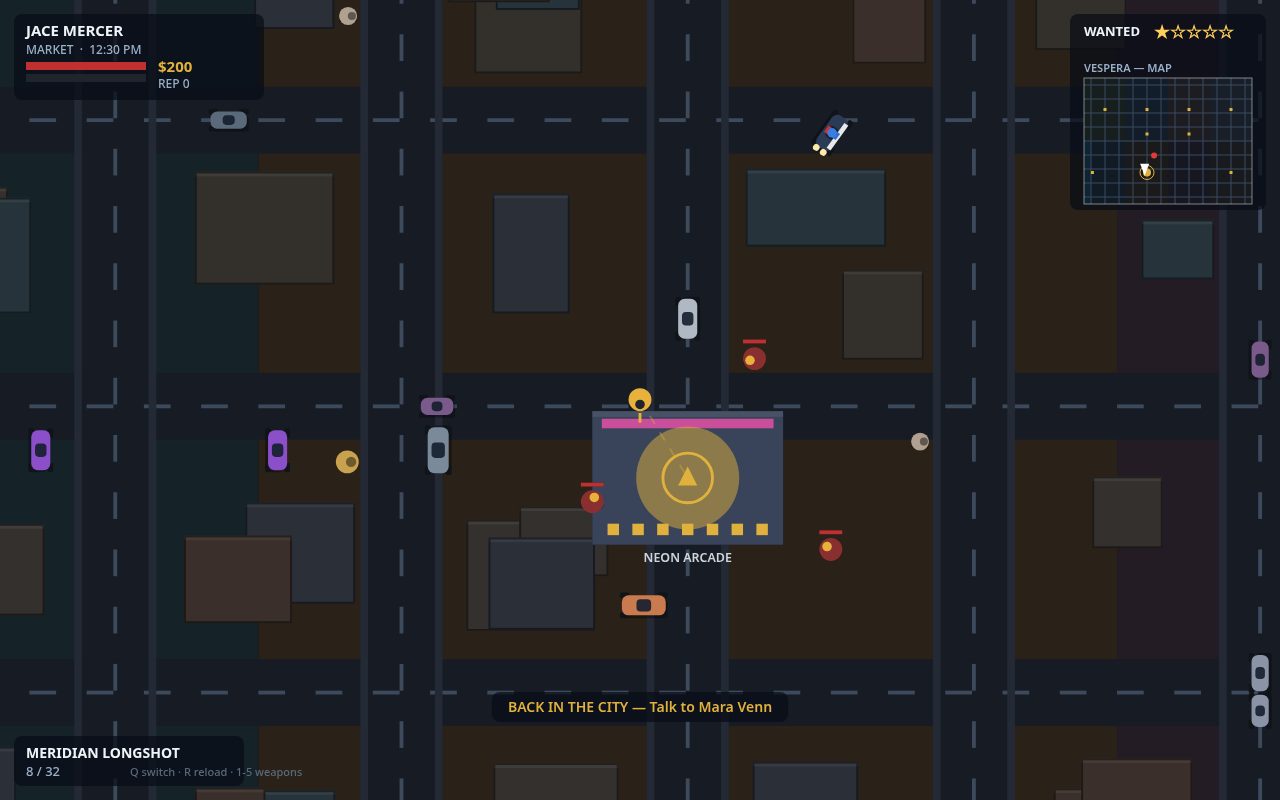 JACE MERCER
MARKET · 12:30 PM
$200
REP 0
WANTED ★☆☆☆☆
VESPERA — MAP
NEON ARCADE
BACK IN THE CITY — Talk to Mara Venn
MERIDIAN LONGSHOT
8 / 32 Q switch · R reload · 1-5 weapons